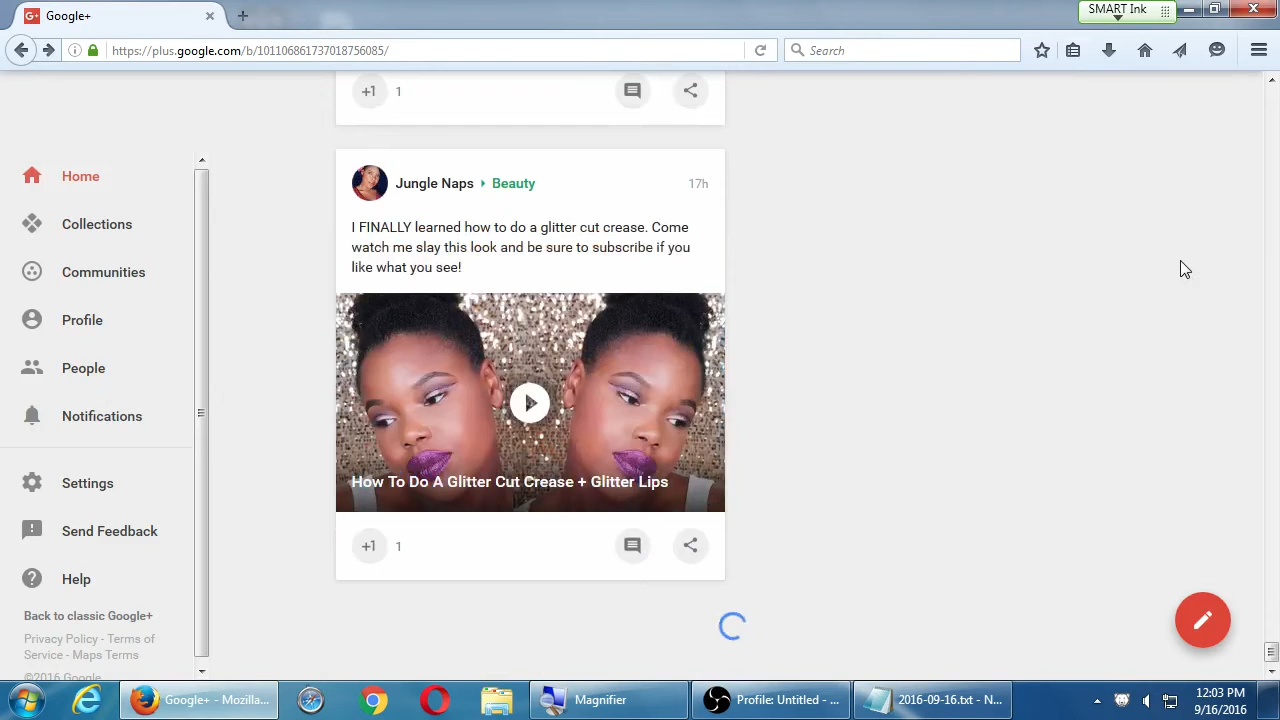 Google+
SMART Ink
https://plus.google.com/b/101106861737018756085/
Search
+1 1
Home
Collections
Communities
Profile
People
Notifications
Settings
Send Feedback
Help
Back to classic Google+
Privacy Policy - Terms of
Service - Maps Terms
©2016 Google
Jungle Naps Beauty 17h
I FINALLY learned how to do a glitter cut crease. Come
watch me slay this look and be sure to subscribe if you
like what you see!
How To Do A Glitter Cut Crease + Glitter Lips
+1 1
Google+ - Mozilla...
Magnifier
Profile: Untitled - ...
2016-09-16.txt - N...
12:03 PM
9/16/2016